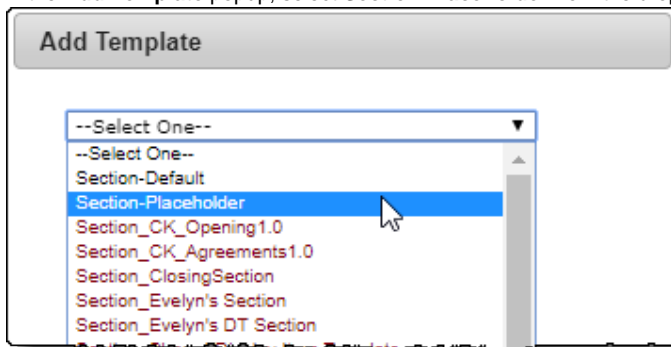 Add Template
--Select One--
--Select One--
Section-Default
Section-Placeholder
Section_CK_Opening1.0
Section_CK_Agreements1.0
Section_ClosingSection
Section_Evelyn's Section
Section_Evelyn's DT Section